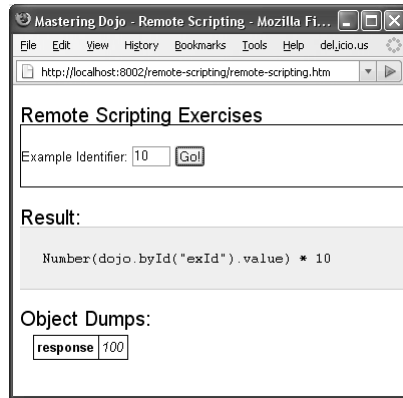 Mastering Dojo - Remote Scripting - Mozilla Fi...
File Edit View History Bookmarks Tools Help del.icio.us
http://localhost:8002/remote-scripting/remote-scripting.htm
Remote Scripting Exercises
Example Identifier: 10 Go!
Result:
Number(dojo.byId("exId").value) * 10
Object Dumps:
response 100